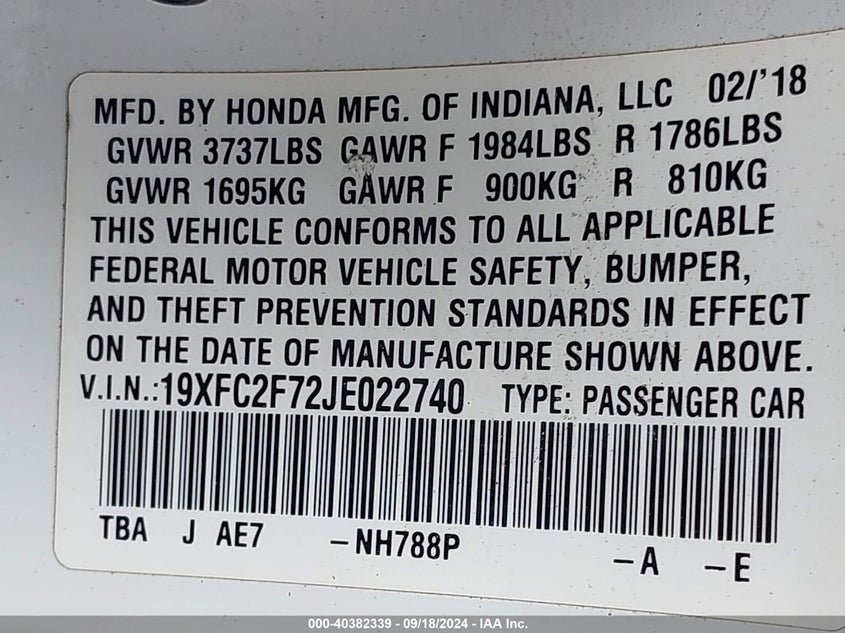 MFD. BY HONDA MFG. OF INDIANA, LLC 02/'18
GVWR 3737LBS GAWR F 1984LBS R 1786LBS
GVWR 1695KG GAWR F 900KG R 810KG
THIS VEHICLE CONFORMS TO ALL APPLICABLE
FEDERAL MOTOR VEHICLE SAFETY, BUMPER,
AND THEFT PREVENTION STANDARDS IN EFFECT
ON THE DATE OF MANUFACTURE SHOWN ABOVE.
V.I.N.:19XFC2F72JE022740 TYPE: PASSENGER CAR
TBA J AE7 -NH788P -A -E
000-40382339 - 09/18/2024 - IAA Inc.